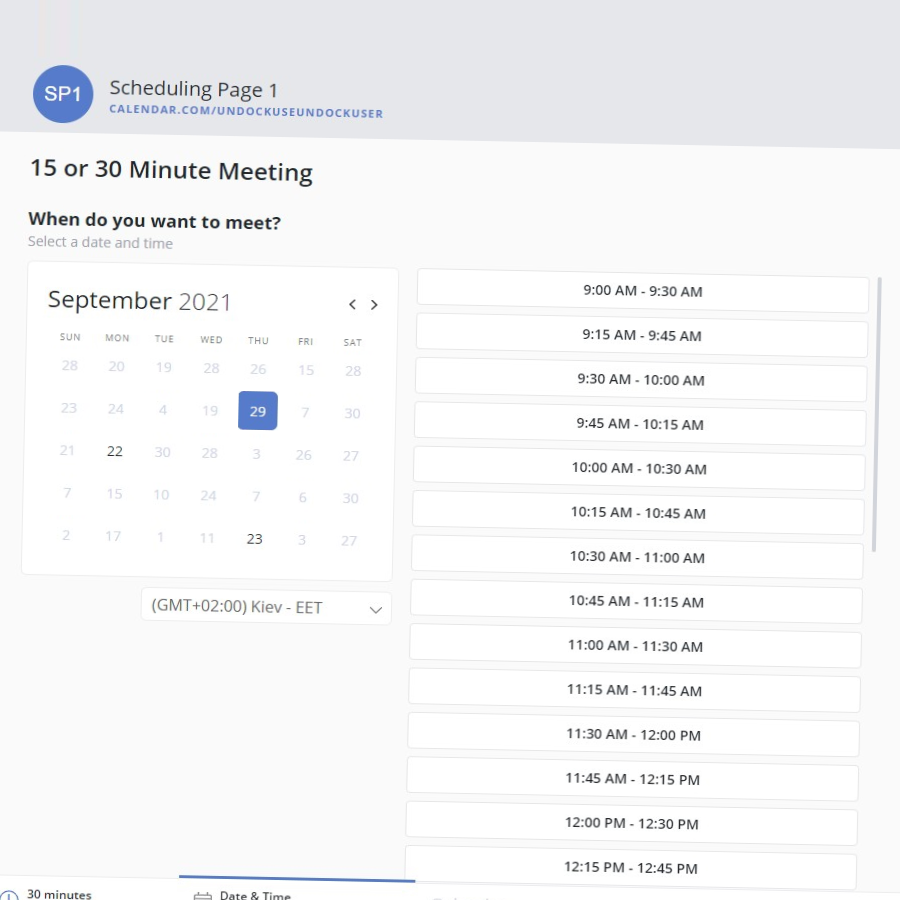 SP1
Scheduling Page 1
CALENDAR.COM/UNDOCKUSEUNDOCKUSER
15 or 30 Minute Meeting
When do you want to meet?
Select a date and time
September 2021
SUN MON TUE WED THU FRI SAT
28 20 19 28 26 15 28
23 24 4 19 29 7 30
21 22 30 28 3 26 27
7 15 10 24 7 6 30
2 17 1 11 23 3 27
(GMT+02:00) Kiev - EET
9:00 AM - 9:30 AM
9:15 AM - 9:45 AM
9:30 AM - 10:00 AM
9:45 AM - 10:15 AM
10:00 AM - 10:30 AM
10:15 AM - 10:45 AM
10:30 AM - 11:00 AM
10:45 AM - 11:15 AM
11:00 AM - 11:30 AM
11:15 AM - 11:45 AM
11:30 AM - 12:00 PM
11:45 AM - 12:15 PM
12:00 PM - 12:30 PM
12:15 PM - 12:45 PM
30 minutes
Date & Time